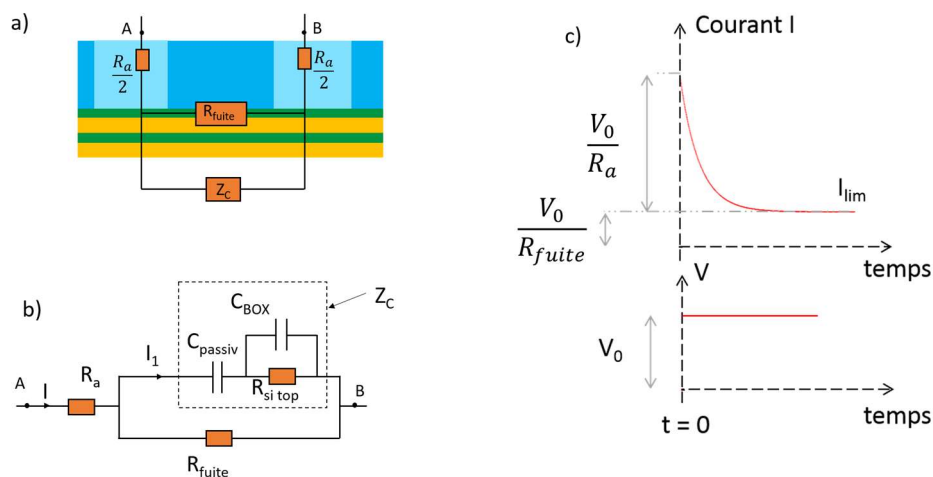 a)
A
B
R_a/2
R_a/2
R_fuite
Z_C
b)
Z_C
C_BOX
C_passiv
I_1
R_si top
A
I
R_a
B
R_fuite
c)
Courant I
V_0/R_a
I_lim
V_0/R_fuite
temps
V
V_0
temps
t = 0